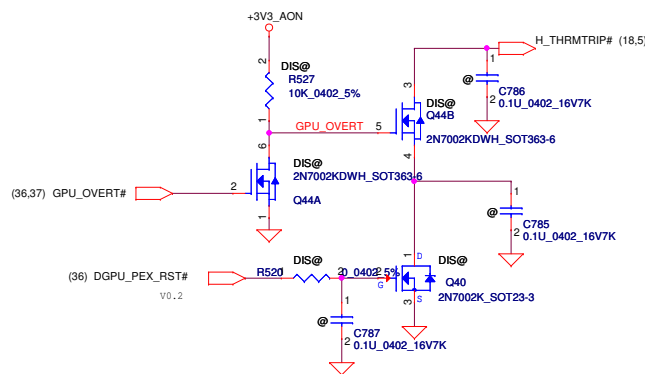 +3V3_AON
H_THRMTRIP# (18,5)
2
DIS@
R527
10K_0402_5%
1
1
@
C786
2
0.1U_0402_16V7K
3
DIS@
Q44B
GPU_OVERT
5
2N7002KDWH_SOT363-6
4
6
DIS@
2N7002KDWH_SOT363-6
(36,37) GPU_OVERT#
2
Q44A
1
1
@
C785
2
0.1U_0402_16V7K
DIS@
DIS@
(36) DGPU_PEX_RST#
R520
1
2
0_0402_5%
2
G
1
D
Q40
3
S
2N7002K_SOT23-3
V0.2
1
@
C787
2
0.1U_0402_16V7K